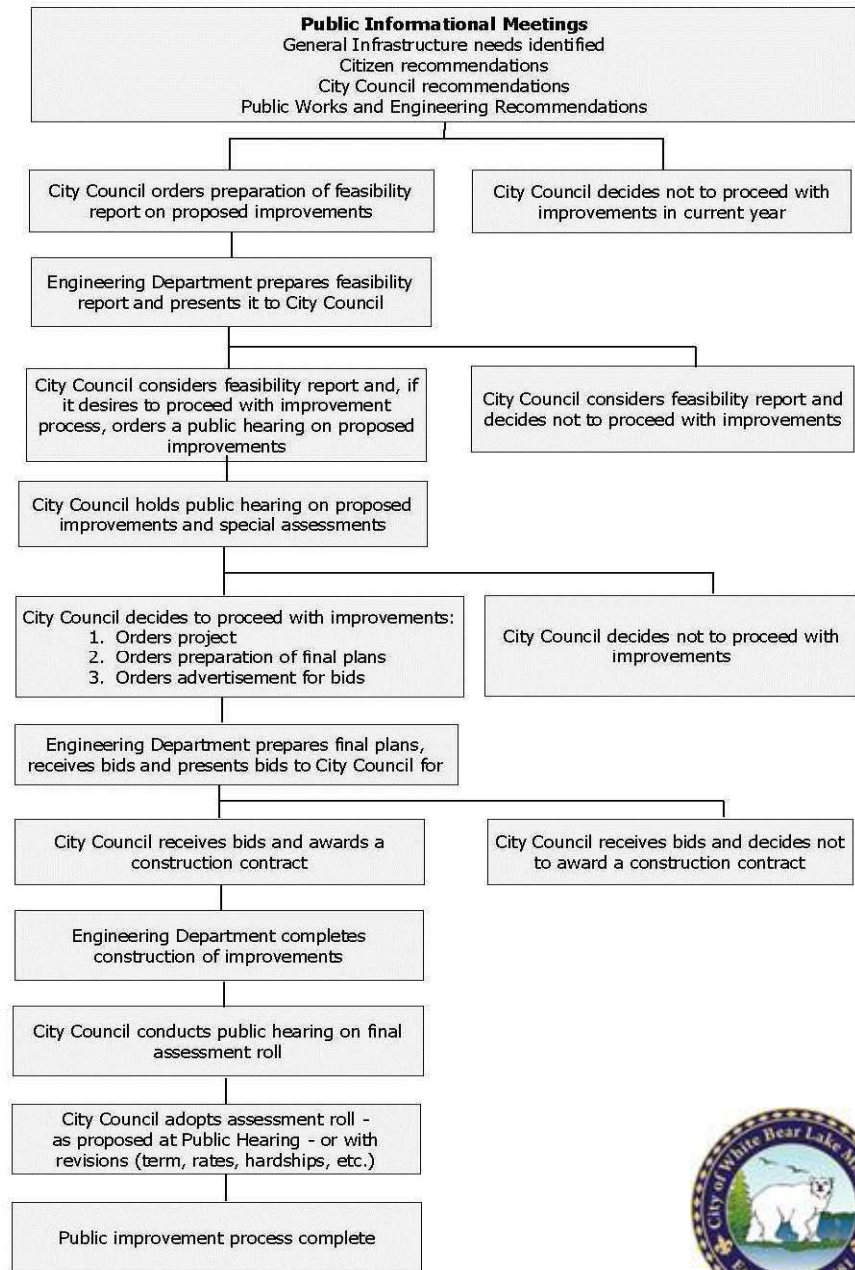 Public Informational Meetings
General Infrastructure needs identified
Citizen recommendations
City Council recommendations
Public Works and Engineering Recommendations
City Council orders preparation of feasibility
report on proposed improvements
City Council decides not to proceed with
improvements in current year
Engineering Department prepares feasibility
report and presents it to City Council
City Council considers feasibility report and, if
it desires to proceed with improvement
process, orders a public hearing on proposed
improvements
City Council considers feasibility report and
decides not to proceed with improvements
City Council holds public hearing on proposed
improvements and special assessments
City Council decides to proceed with improvements:
1. Orders project
2. Orders preparation of final plans
3. Orders advertisement for bids
City Council decides not to proceed with
improvements
Engineering Department prepares final plans,
receives bids and presents bids to City Council for
City Council receives bids and awards a
construction contract
City Council receives bids and decides not
to award a construction contract
Engineering Department completes
construction of improvements
City Council conducts public hearing on final
assessment roll
City Council adopts assessment roll -
as proposed at Public Hearing - or with
revisions (term, rates, hardships, etc.)
Public improvement process complete
City of White Bear Lake